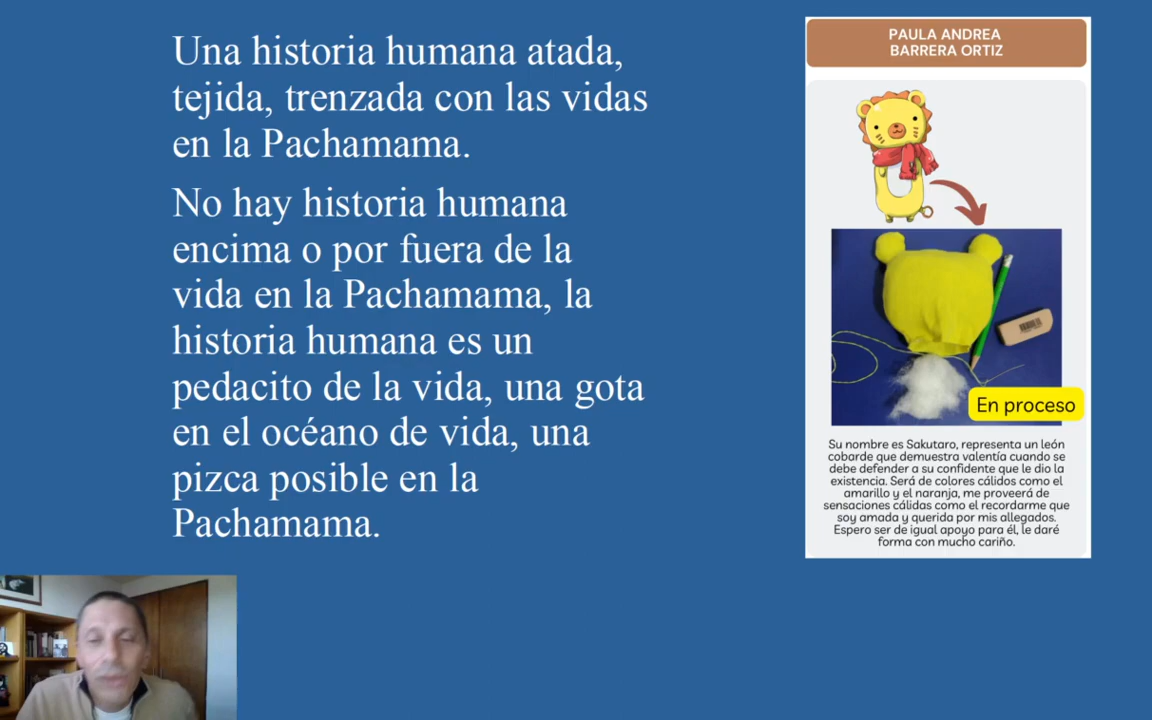 Una historia humana atada,
tejida, trenzada con las vidas
en la Pachamama.
No hay historia humana
encima o por fuera de la
vida en la Pachamama, la
historia humana es un
pedacito de la vida, una gota
en el océano de vida, una
pizca posible en la
Pachamama.
PAULA ANDREA
BARRERA ORTIZ
En proceso
Su nombre es Sakutaro, representa un león
cobarde que demuestra valentía cuando se
debe defender a su confidente que le dio la
existencia. Será de colores cálidos como el
amarillo y el naranja, me proveerá de
sensaciones cálidas como el recordarme que
soy amada y querida por mis allegados.
Espero ser de igual apoyo para él, le daré
forma con mucho cariño.